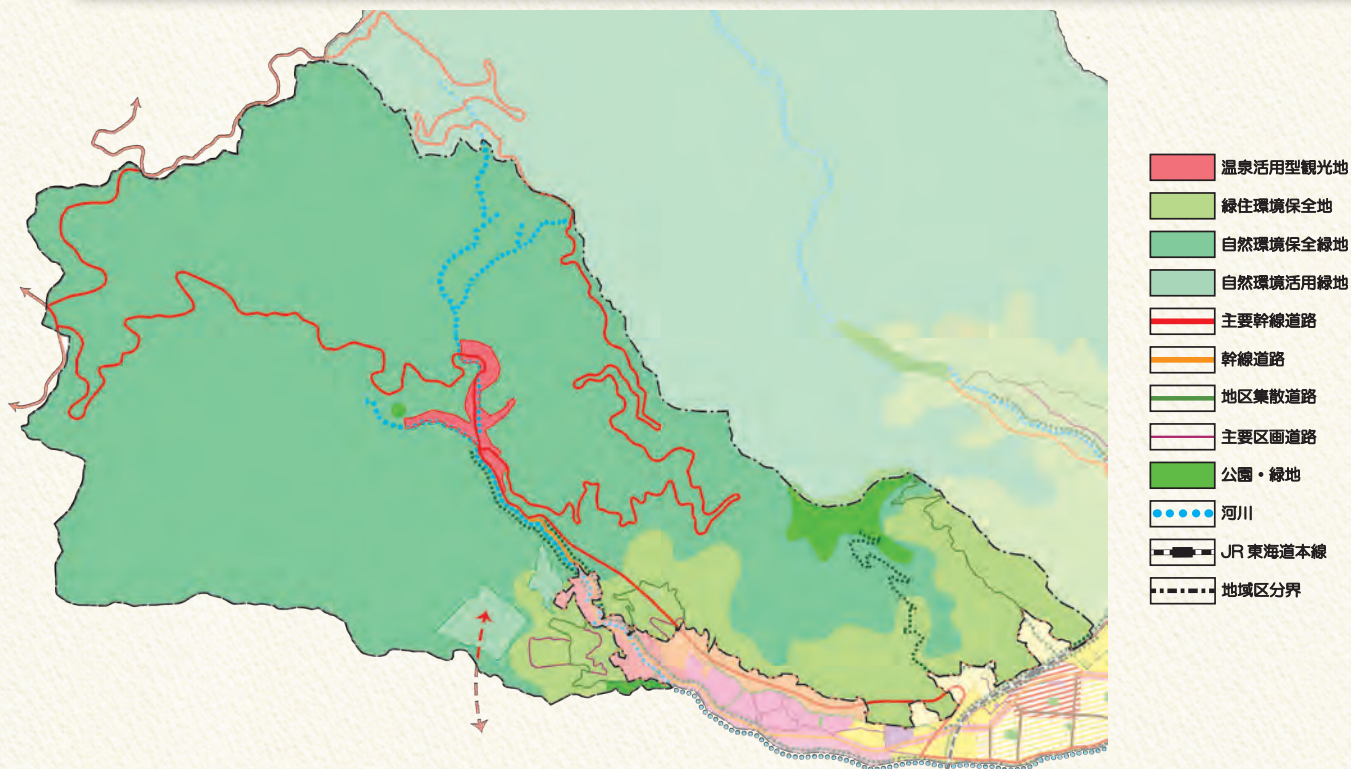 温泉活用型観光地
緑住環境保全地
自然環境保全緑地
自然環境活用緑地
主要幹線道路
幹線道路
地区集散道路
主要区画道路
公園・緑地
河川
JR東海道本線
地域区分界